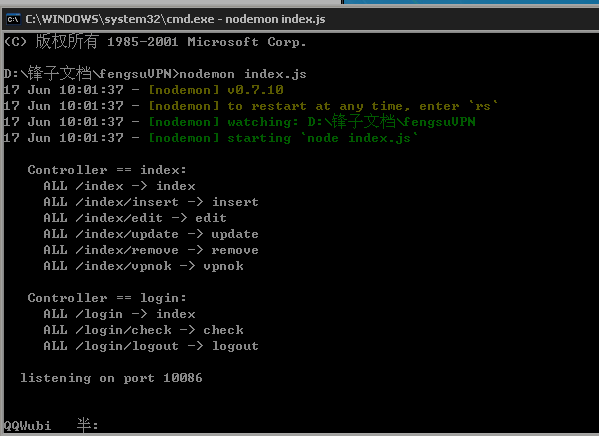 C:\WINDOWS\system32\cmd.exe - nodemon index.js
(C) 版权所有 1985-2001 Microsoft Corp.
D:\锋子文档\fengsuVPN>nodemon index.js
17 Jun 10:01:37 - [nodemon] v0.7.10
17 Jun 10:01:37 - [nodemon] to restart at any time, enter `rs`
17 Jun 10:01:37 - [nodemon] watching: D:\锋子文档\fengsuVPN
17 Jun 10:01:37 - [nodemon] starting `node index.js`
Controller == index:
ALL /index -> index
ALL /index/insert -> insert
ALL /index/edit -> edit
ALL /index/update -> update
ALL /index/remove -> remove
ALL /index/vpnok -> vpnok
Controller == login:
ALL /login -> index
ALL /login/check -> check
ALL /login/logout -> logout
listening on port 10086
QQWubi 半: